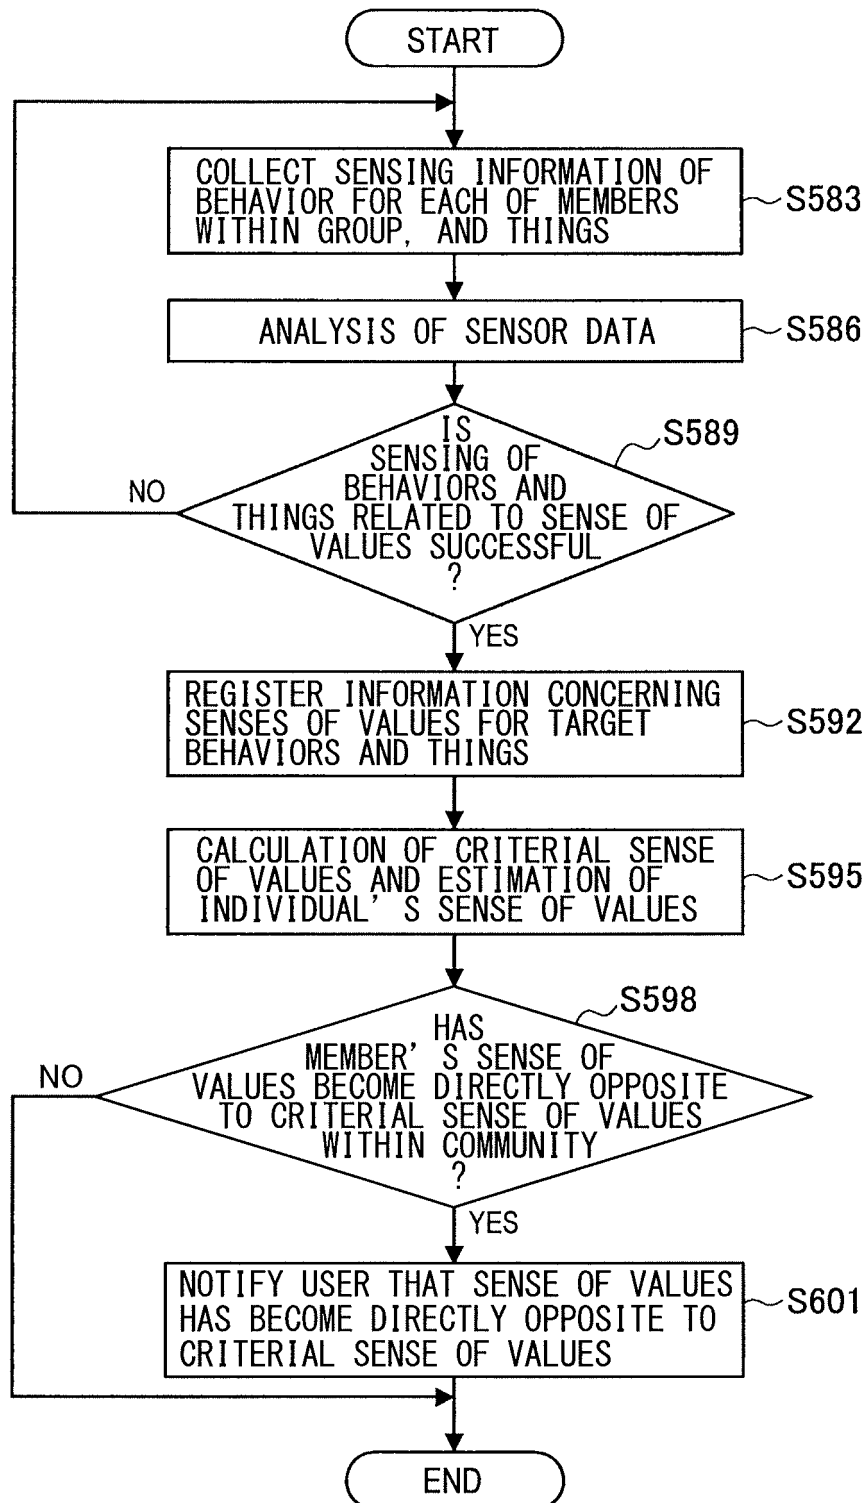 START
COLLECT SENSING INFORMATION OF
BEHAVIOR FOR EACH OF MEMBERS
WITHIN GROUP, AND THINGS
S583
ANALYSIS OF SENSOR DATA
S586
IS
SENSING OF
BEHAVIORS AND
THINGS RELATED TO SENSE OF
VALUES SUCCESSFUL
?
S589
NO
YES
REGISTER INFORMATION CONCERNING
SENSES OF VALUES FOR TARGET
BEHAVIORS AND THINGS
S592
CALCULATION OF CRITERIAL SENSE
OF VALUES AND ESTIMATION OF
INDIVIDUAL'S SENSE OF VALUES
S595
HAS
MEMBER'S SENSE OF
VALUES BECOME DIRECTLY OPPOSITE
TO CRITERIAL SENSE OF VALUES
WITHIN COMMUNITY
?
S598
NO
YES
NOTIFY USER THAT SENSE OF VALUES
HAS BECOME DIRECTLY OPPOSITE TO
CRITERIAL SENSE OF VALUES
S601
END